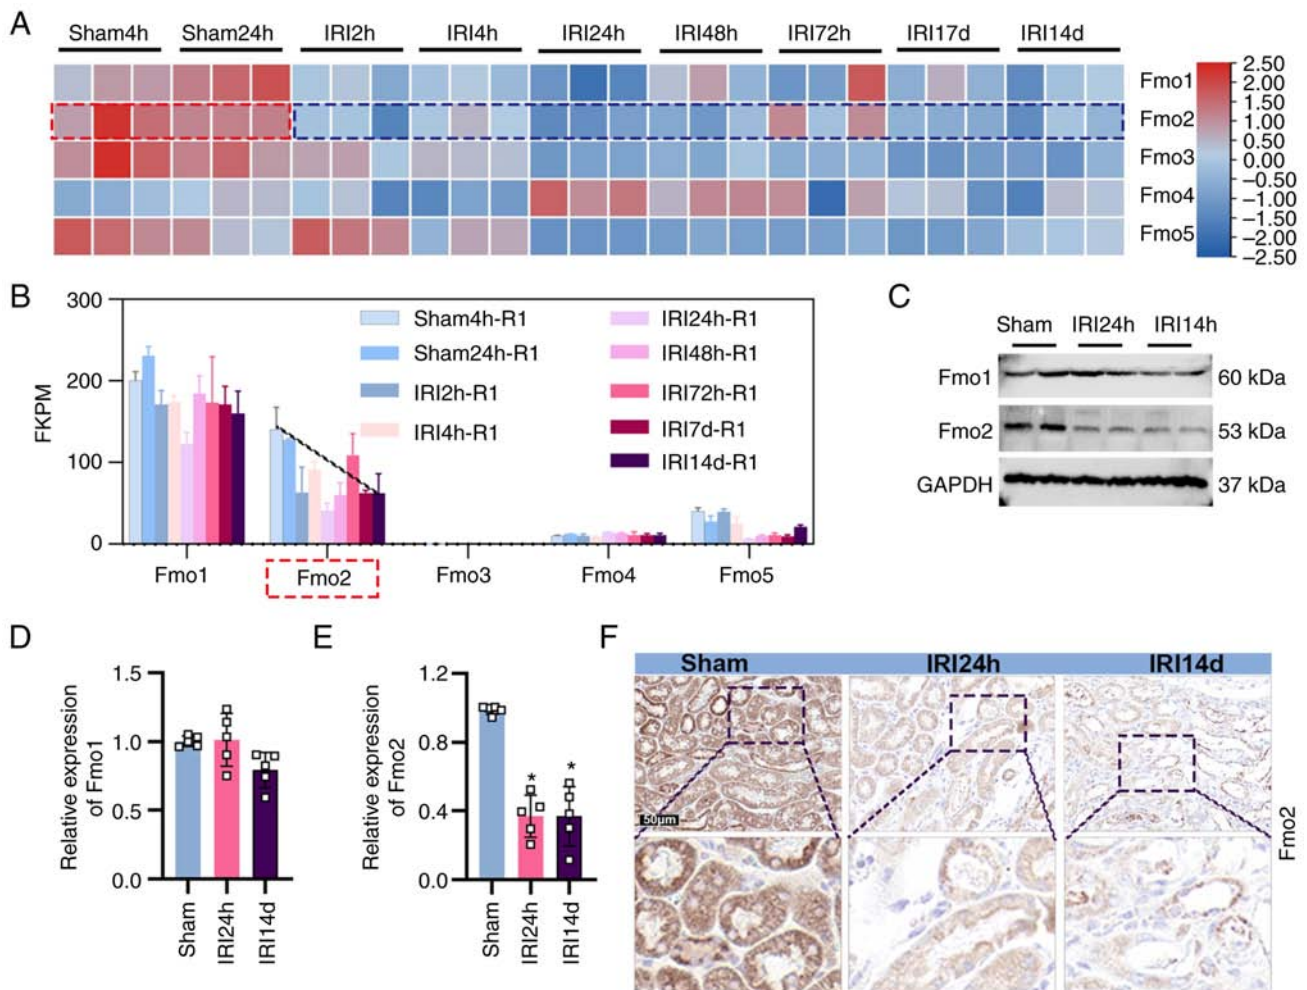 A
Sham4h Sham24h IRI2h IRI4h IRI24h IRI48h IRI72h IRI17d IRI14d
Fmo1
Fmo2
Fmo3
Fmo4
Fmo5
2.50
2.00
1.50
1.00
0.50
0.00
−0.50
−1.00
−1.50
−2.00
−2.50
B
FKPM
300
200
100
0
Sham4h-R1
Sham24h-R1
IRI2h-R1
IRI4h-R1
IRI24h-R1
IRI48h-R1
IRI72h-R1
IRI7d-R1
IRI14d-R1
Fmo1 Fmo2 Fmo3 Fmo4 Fmo5
C
Sham IRI24h IRI14h
Fmo1 60 kDa
Fmo2 53 kDa
GAPDH 37 kDa
D
Relative expression
of Fmo1
1.5
1.0
0.5
0.0
Sham
IRI24h
IRI14d
E
Relative expression
of Fmo2
1.2
0.8
0.4
0.0
* *
Sham
IRI24h
IRI14d
F
Sham IRI24h IRI14d
50μm
Fmo2